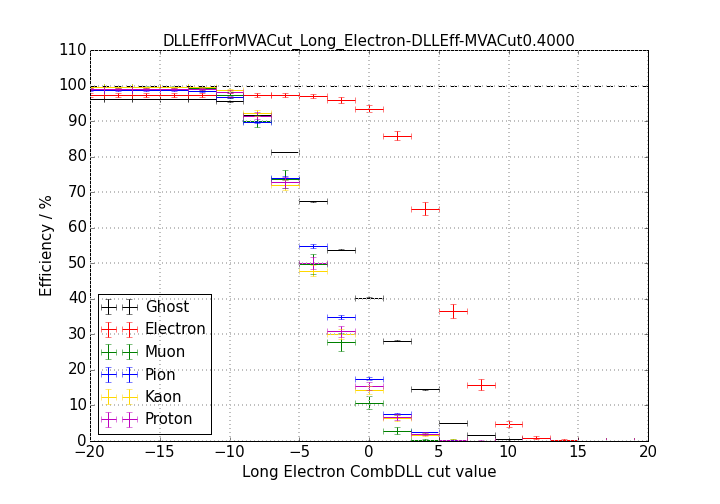 DLLEffForMVACut_Long_Electron-DLLEff-MVACut0.4000
110
100
90
80
70
60
50
40
30
20
10
0
Efficiency / %
Ghost
Electron
Muon
Pion
Kaon
Proton
−20 −15 −10 −5 0 5 10 15 20
Long Electron CombDLL cut value